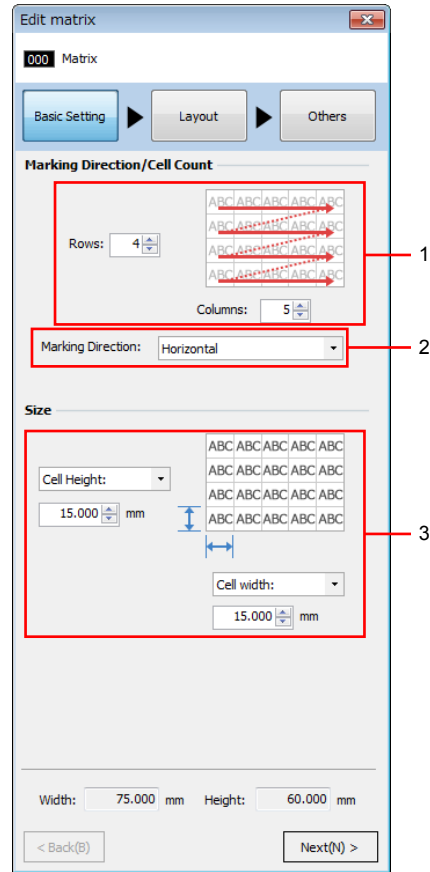 Edit matrix
000 Matrix
Basic Setting Layout Others
Marking Direction/Cell Count
ABC ABC ABC ABC ABC
ABC ABC ABC ABC ABC
Rows: 4
ABC ABC ABC ABC ABC
1
ABC ABC ABC ABC ABC
Columns: 5
Marking Direction: Horizontal 2
Size
ABC ABC ABC ABC ABC
Cell Height: ABC ABC ABC ABC ABC
ABC ABC ABC ABC ABC
15.000 mm ABC ABC ABC ABC ABC
3
Cell width:
15.000 mm
Width: 75.000 mm Height: 60.000 mm
< Back(B) Next(N) >